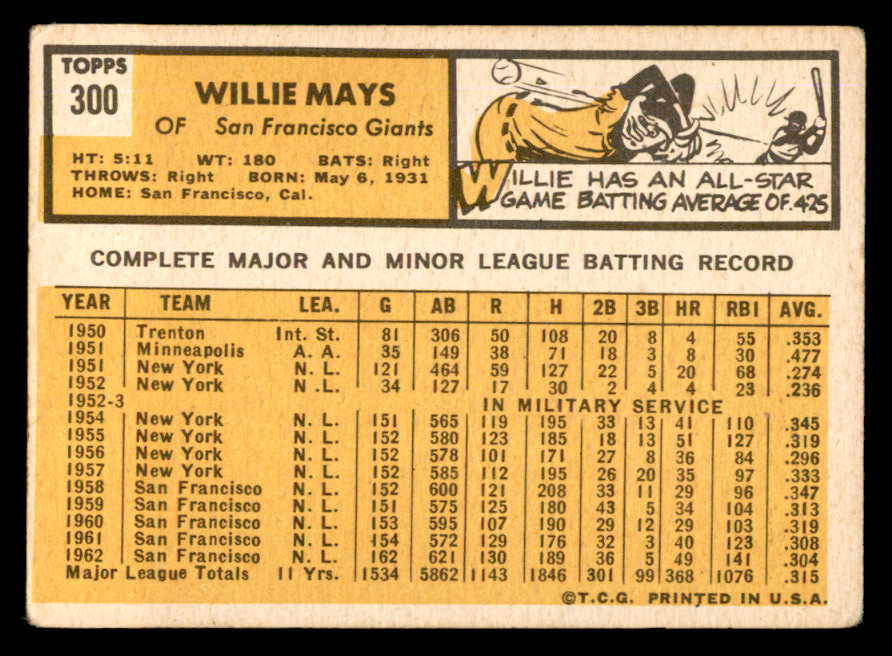 TOPPS
300
WILLIE MAYS
OF San Francisco Giants
HT: 5:11 WT: 180 BATS: Right
THROWS: Right BORN: May 6, 1931
HOME: San Francisco, Cal.
WILLIE HAS AN ALL-STAR
GAME BATTING AVERAGE OF .425
COMPLETE MAJOR AND MINOR LEAGUE BATTING RECORD
YEAR TEAM LEA. G AB R H 2B 3B HR RBI AVG.
1950 Trenton Int. St. 81 306 50 108 20 8 4 55 .353
1951 Minneapolis A. A. 35 149 38 71 18 3 8 30 .477
1951 New York N. L. 121 464 59 127 22 5 20 68 .274
1952 New York N .L. 34 127 17 30 2 4 4 23 .236
1952-3 IN MILITARY SERVICE
1954 New York N. L. 151 565 119 195 33 13 41 110 .345
1955 New York N. L. 152 580 123 185 18 13 51 127 .319
1956 New York N. L. 152 578 101 171 27 8 36 84 .296
1957 New York N. L. 152 585 112 195 26 20 35 97 .333
1958 San Francisco N. L. 152 600 121 208 33 11 29 96 .347
1959 San Francisco N. L. 151 575 125 180 43 5 34 104 .313
1960 San Francisco N. L. 153 595 107 190 29 12 29 103 .319
1961 San Francisco N. L. 154 572 129 176 32 3 40 123 .308
1962 San Francisco N. L. 162 621 130 189 36 5 49 141 .304
Major League Totals 11 Yrs. 1534 5862 1143 1846 301 99 368 1076 .315
©T.C.G. PRINTED IN U.S.A.